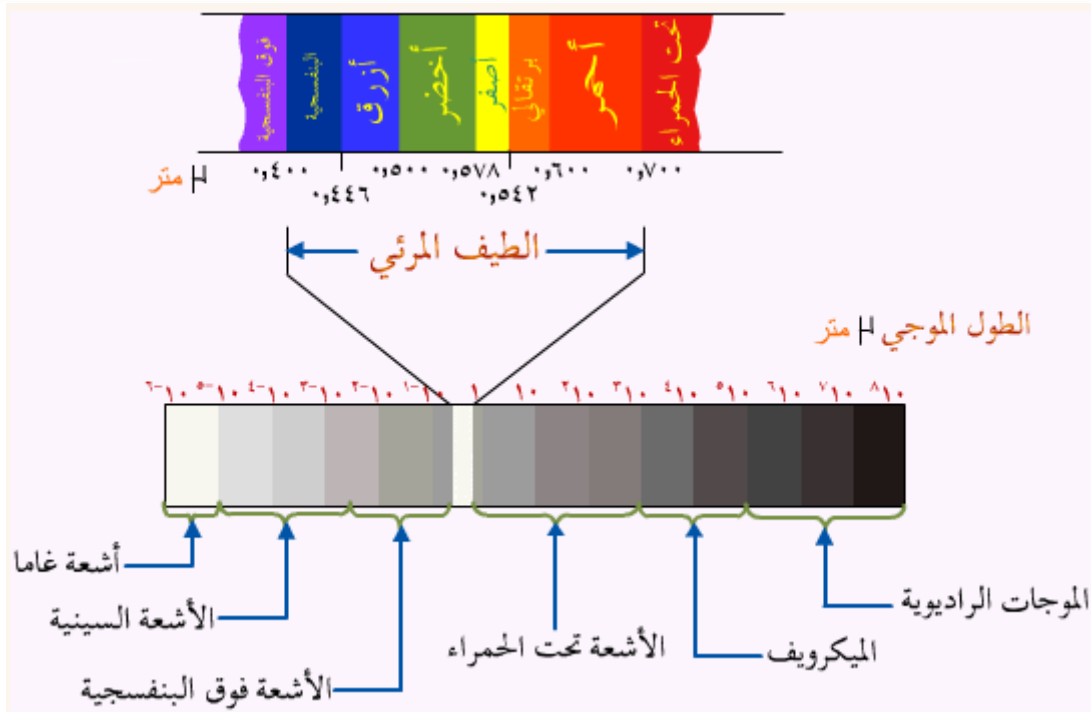 تحت الحمراء
أحمر
برتقالي
أصفر
أخضر
أزرق
البنفسجية
فوق البنفسجية
٠,٤٠٠ ٠,٥٠٠ ٠,٥٧٨ ٠,٦٠٠ ٠,٧٠٠
μ متر
٠,٤٤٦ ٠,٥٤٢
الطيف المرئي
الطول الموجي μ متر
١٠⁻⁶ ١٠⁻⁵ ١٠⁻⁴ ١٠⁻³ ١٠⁻² ١٠⁻¹ ١ ١٠ ١٠² ١٠³ ١٠⁴ ١٠⁵ ١٠⁶ ١٠⁷ ١٠⁸
أشعة غاما
الأشعة السينية
الأشعة فوق البنفسجية
الأشعة تحت الحمراء
الميكرويف
الموجات الراديوية